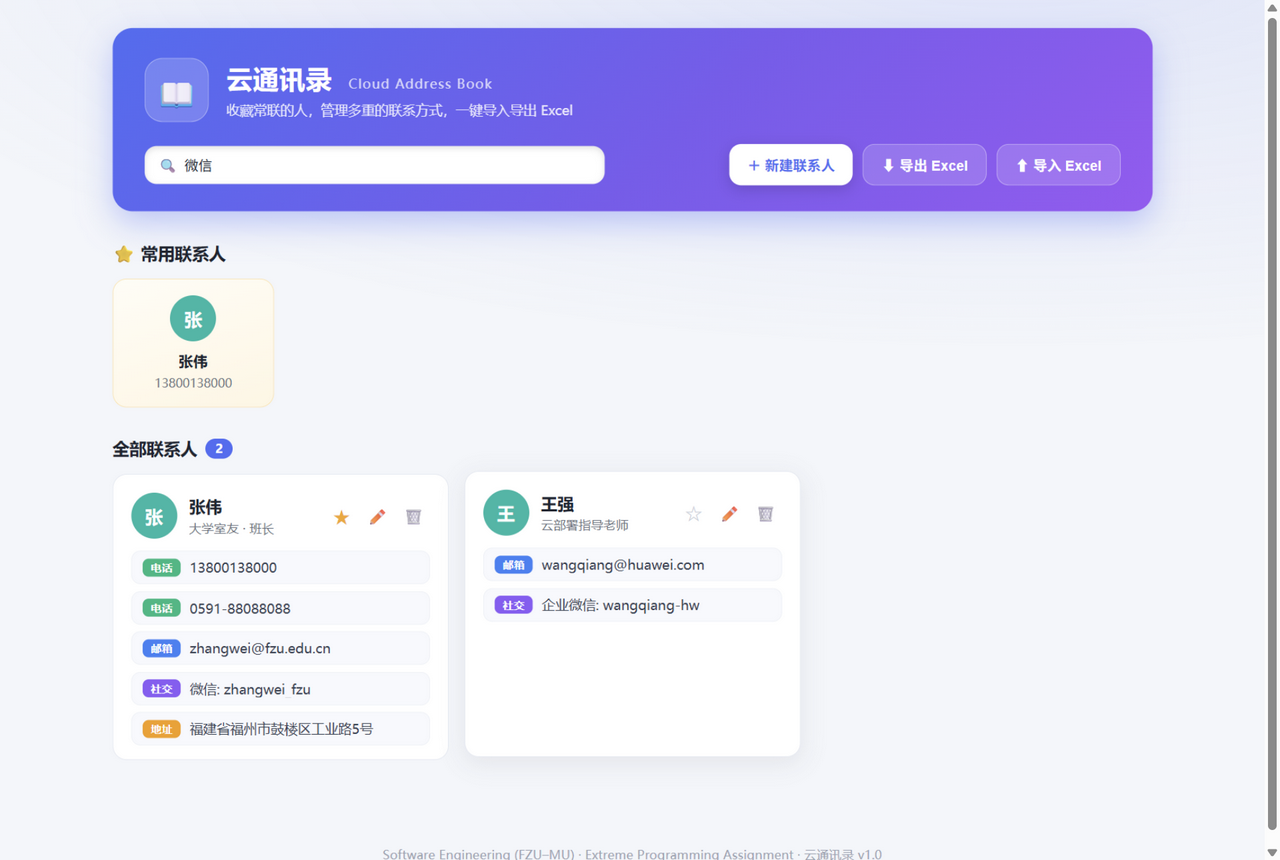 云通讯录 Cloud Address Book
收藏常联的人，管理多重的联系方式，一键导入导出 Excel
微信
＋ 新建联系人
⬇ 导出 Excel
⬆ 导入 Excel
常用联系人
张
张伟
13800138000
全部联系人 2
张
张伟
大学室友 · 班长
电话 13800138000
电话 0591-88088088
邮箱 zhangwei@fzu.edu.cn
社交 微信: zhangwei_fzu
地址 福建省福州市鼓楼区工业路5号
王
王强
云部署指导老师
邮箱 wangqiang@huawei.com
社交 企业微信: wangqiang-hw
Software Engineering (FZU–MU) · Extreme Programming Assignment · 云通讯录 v1.0